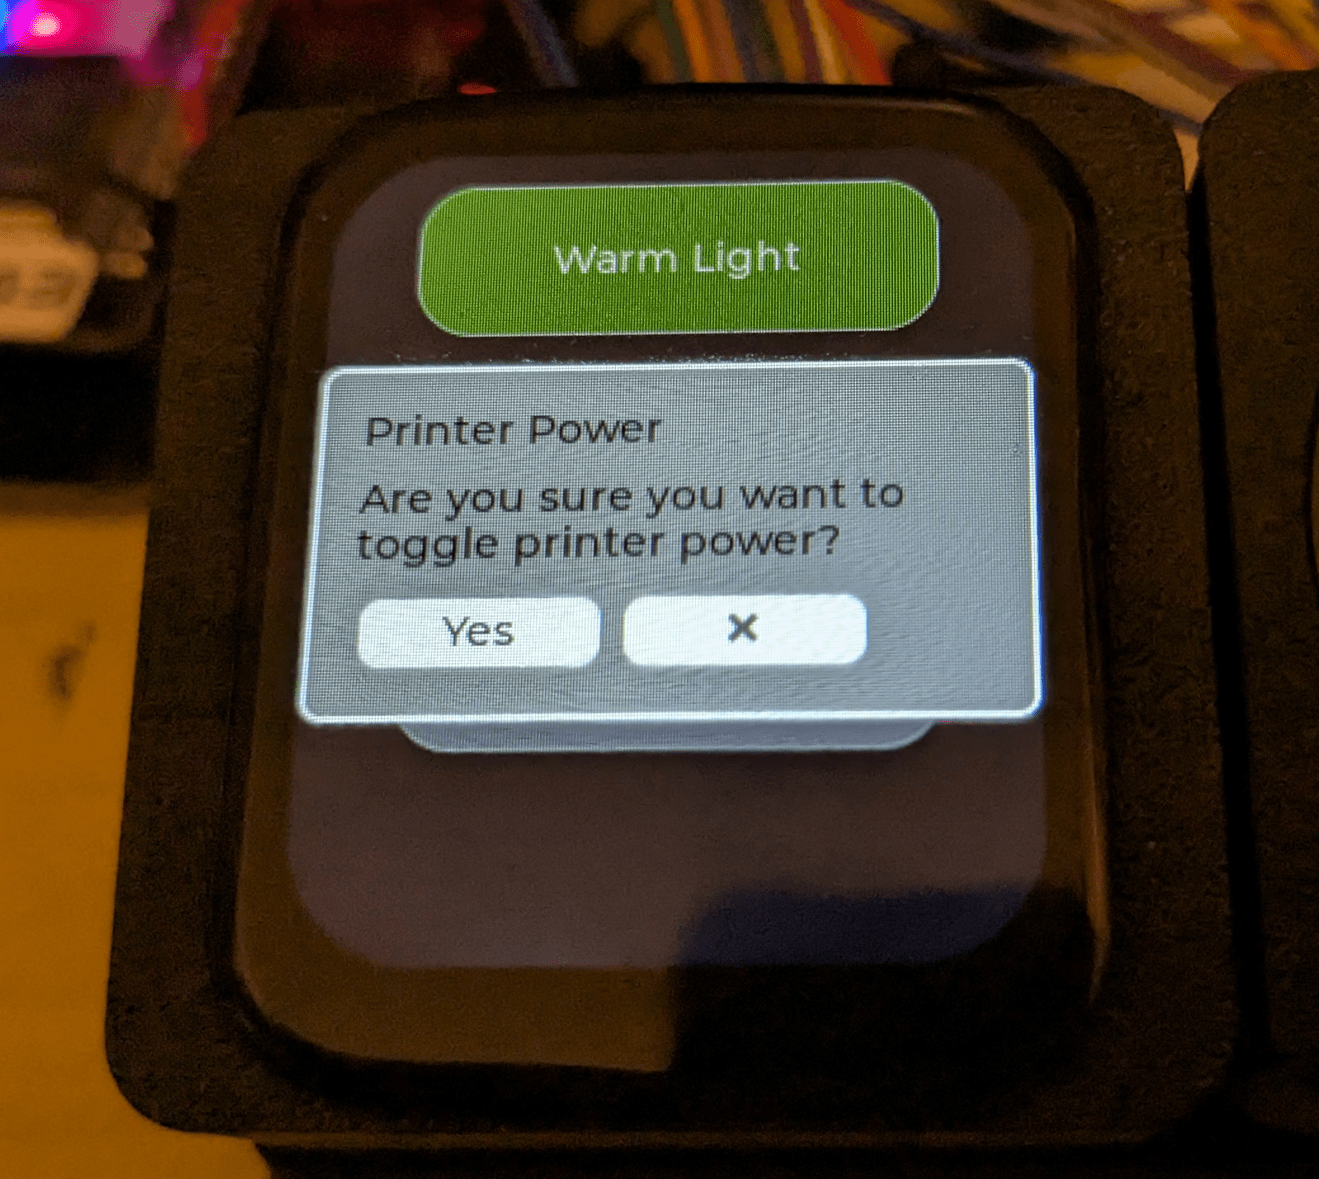 Warm Light
Printer Power
Are you sure you want to
toggle printer power?
Yes
×